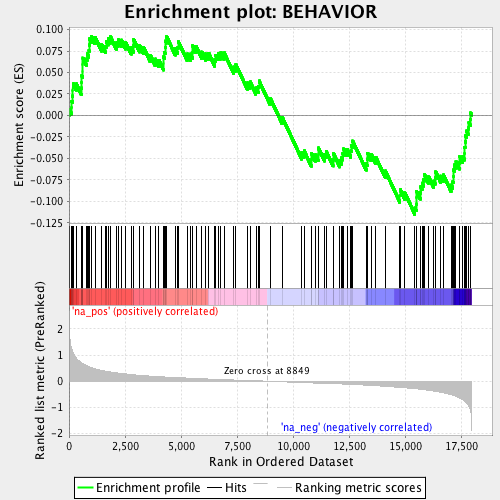 Enrichment plot: BEHAVIOR
Enrichment score (ES)
0.100
0.075
0.050
0.025
0.000
-0.025
-0.050
-0.075
-0.100
-0.125
'na_pos' (positively correlated)
Ranked list metric (PreRanked)
2
1
0
-1
-2
Zero cross at 8849
'na_neg' (negatively correlated)
0
2,500
5,000
7,500
10,000
12,500
15,000
17,500
Rank in Ordered Dataset
Enrichment profile
Hits
Ranking metric scores